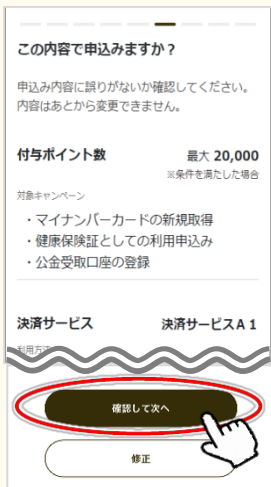 この内容で申込みますか？
申込み内容に誤りがないか確認してください。
内容はあとから変更できません。
付与ポイント数 最大 20,000
※条件を満たした場合
対象キャンペーン
・マイナンバーカードの新規取得
・健康保険証としての利用申込み
・公金受取口座の登録
決済サービス 決済サービスA 1
利用方法
確認して次へ
修正